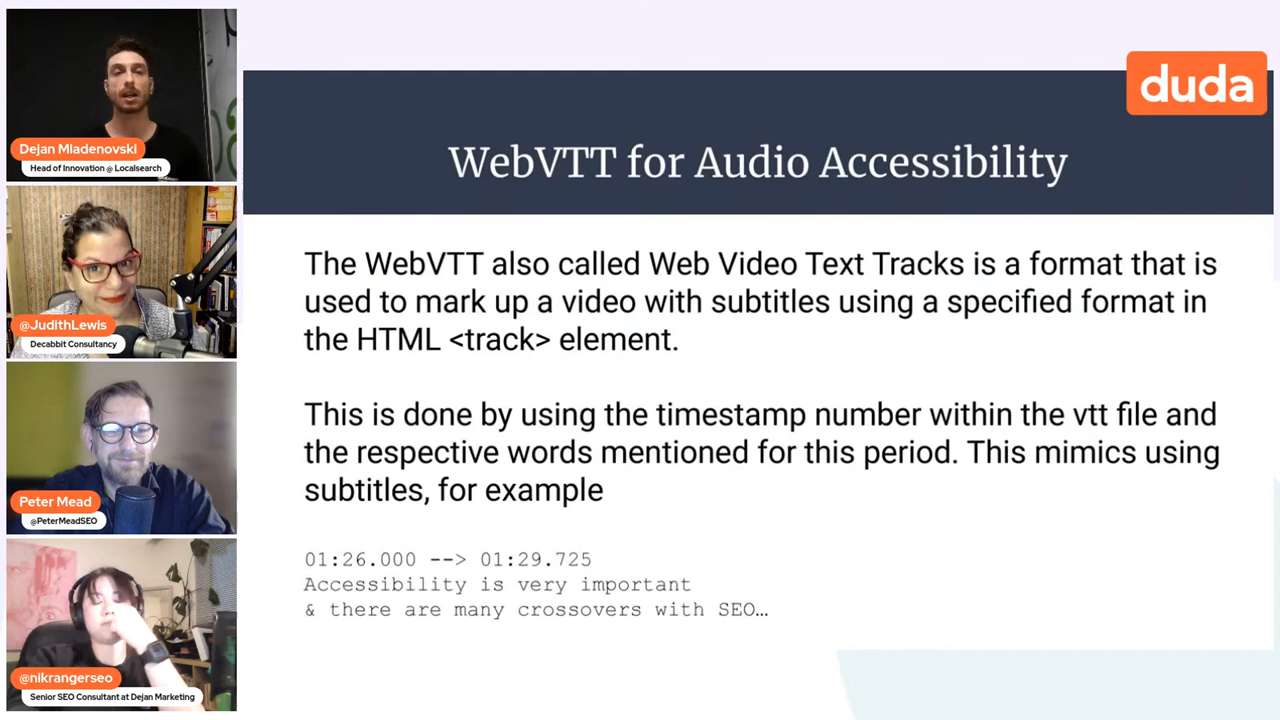 Dejan Mladenovski
Head of Innovation @ Localsearch
@JudithLewis
Decabbit Consultancy
Peter Mead
@PeterMeadSEO
@nikrangerseo
Senior SEO Consultant at Dejan Marketing
duda
WebVTT for Audio Accessibility
The WebVTT also called Web Video Text Tracks is a format that is
used to mark up a video with subtitles using a specified format in
the HTML <track> element.
This is done by using the timestamp number within the vtt file and
the respective words mentioned for this period. This mimics using
subtitles, for example
01:26.000 --> 01:29.725
Accessibility is very important
& there are many crossovers with SEO…